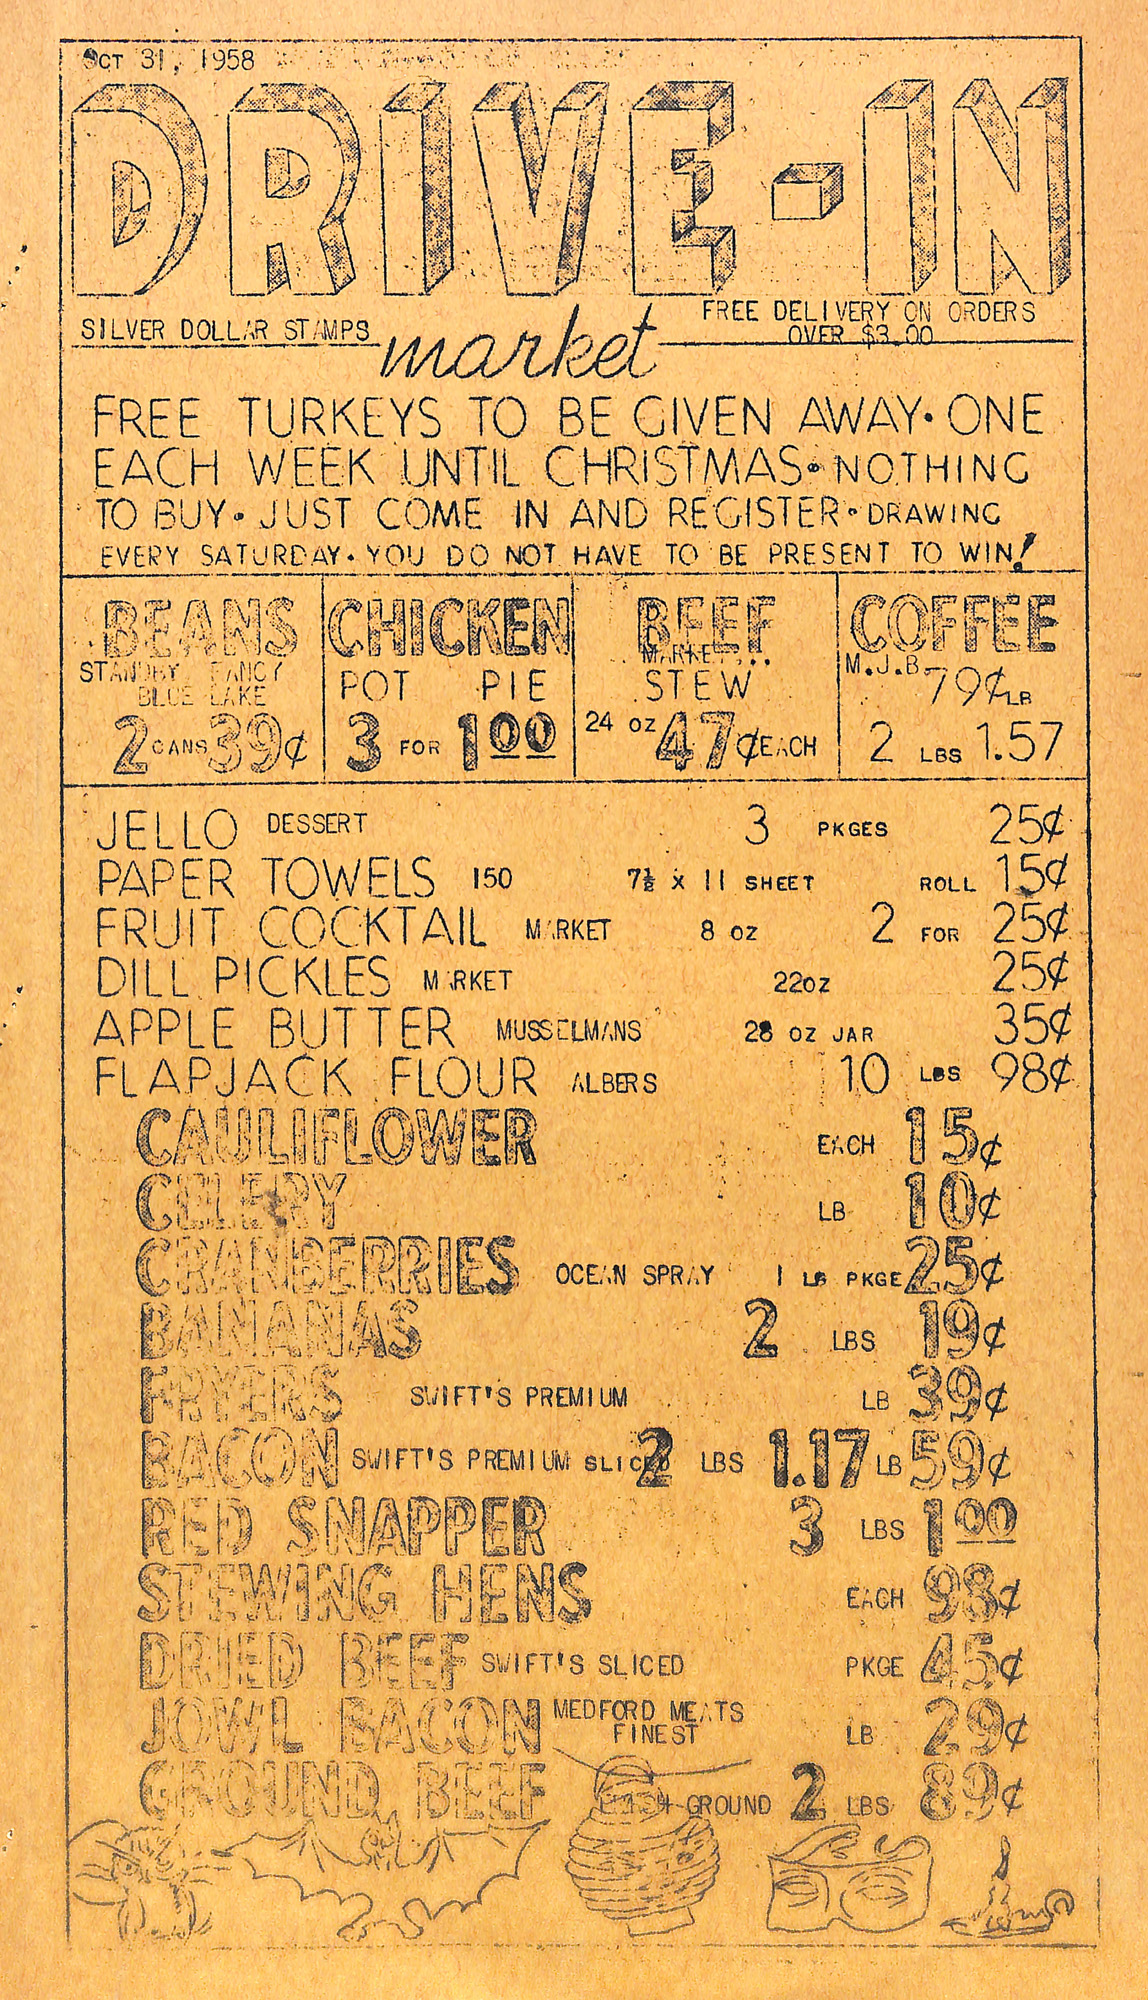 OCT 31, 1958
DRIVE-IN
SILVER DOLLAR STAMPS
market
FREE DELIVERY ON ORDERS
OVER $3.00
FREE TURKEYS TO BE GIVEN AWAY• ONE
EACH WEEK UNTIL CHRISTMAS• NOTHING
TO BUY• JUST COME IN AND REGISTER• DRAWING
EVERY SATURDAY• YOU DO NOT HAVE TO BE PRESENT TO WIN!
BEANS
STANDBY FANCY
BLUE LAKE
2 CANS 39¢
CHICKEN
POT PIE
3 FOR 1 00
BEEF
MARKET...
STEW
24 OZ 47¢ EACH
COFFEE
M.J.B. 79¢ LB
2 LBS 1.57
JELLO DESSERT 3 PKGES 25¢
PAPER TOWELS 150 7½ X 11 SHEET ROLL 15¢
FRUIT COCKTAIL MARKET 8 OZ 2 FOR 25¢
DILL PICKLES MARKET 22OZ 25¢
APPLE BUTTER MUSSELMANS 28 OZ JAR 35¢
FLAPJACK FLOUR ALBERS 10 LBS 98¢
CAULIFLOWER EACH 15¢
CELERY LB 10¢
CRANBERRIES OCEAN SPRAY 1 LB PKGE 25¢
BANANAS 2 LBS 19¢
FRYERS SWIFT'S PREMIUM LB 39¢
BACON SWIFT'S PREMIUM SLICED 2 LBS 1.17 LB 59¢
RED SNAPPER 3 LBS 1 00
STEWING HENS EACH 98¢
DRIED BEEF SWIFT'S SLICED PKGE 45¢
JOWL BACON MEDFORD MEATS FINEST LB 29¢
GROUND BEEF GROUND 2 LBS 89¢